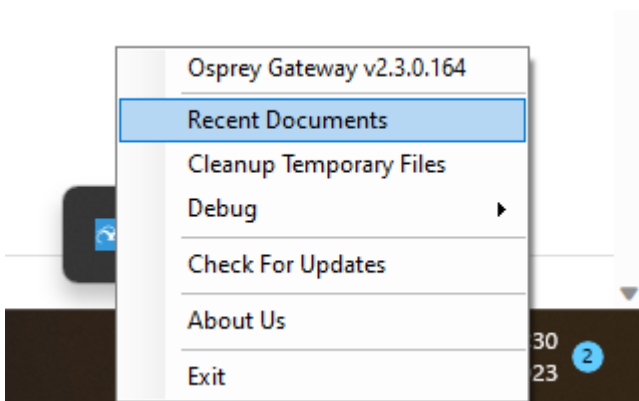 Osprey Gateway v2.3.0.164
Recent Documents
Cleanup Temporary Files
Debug
Check For Updates
About Us
30
2
Exit
23